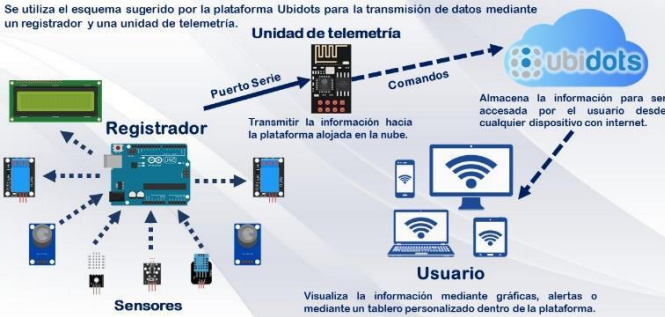 Se utiliza el esquema sugerido por la plataforma Ubidots para la transmisión de datos mediante
un registrador y una unidad de telemetría.
Unidad de telemetría
ubidots
Puerto Serie
Comandos
Transmitir la información hacia
la plataforma alojada en la nube.
Almacena la información para ser
accesada por el usuario desde
cualquier dispositivo con internet.
Registrador
Sensores
Usuario
Visualiza la información mediante gráficas, alertas o
mediante un tablero personalizado dentro de la plataforma.